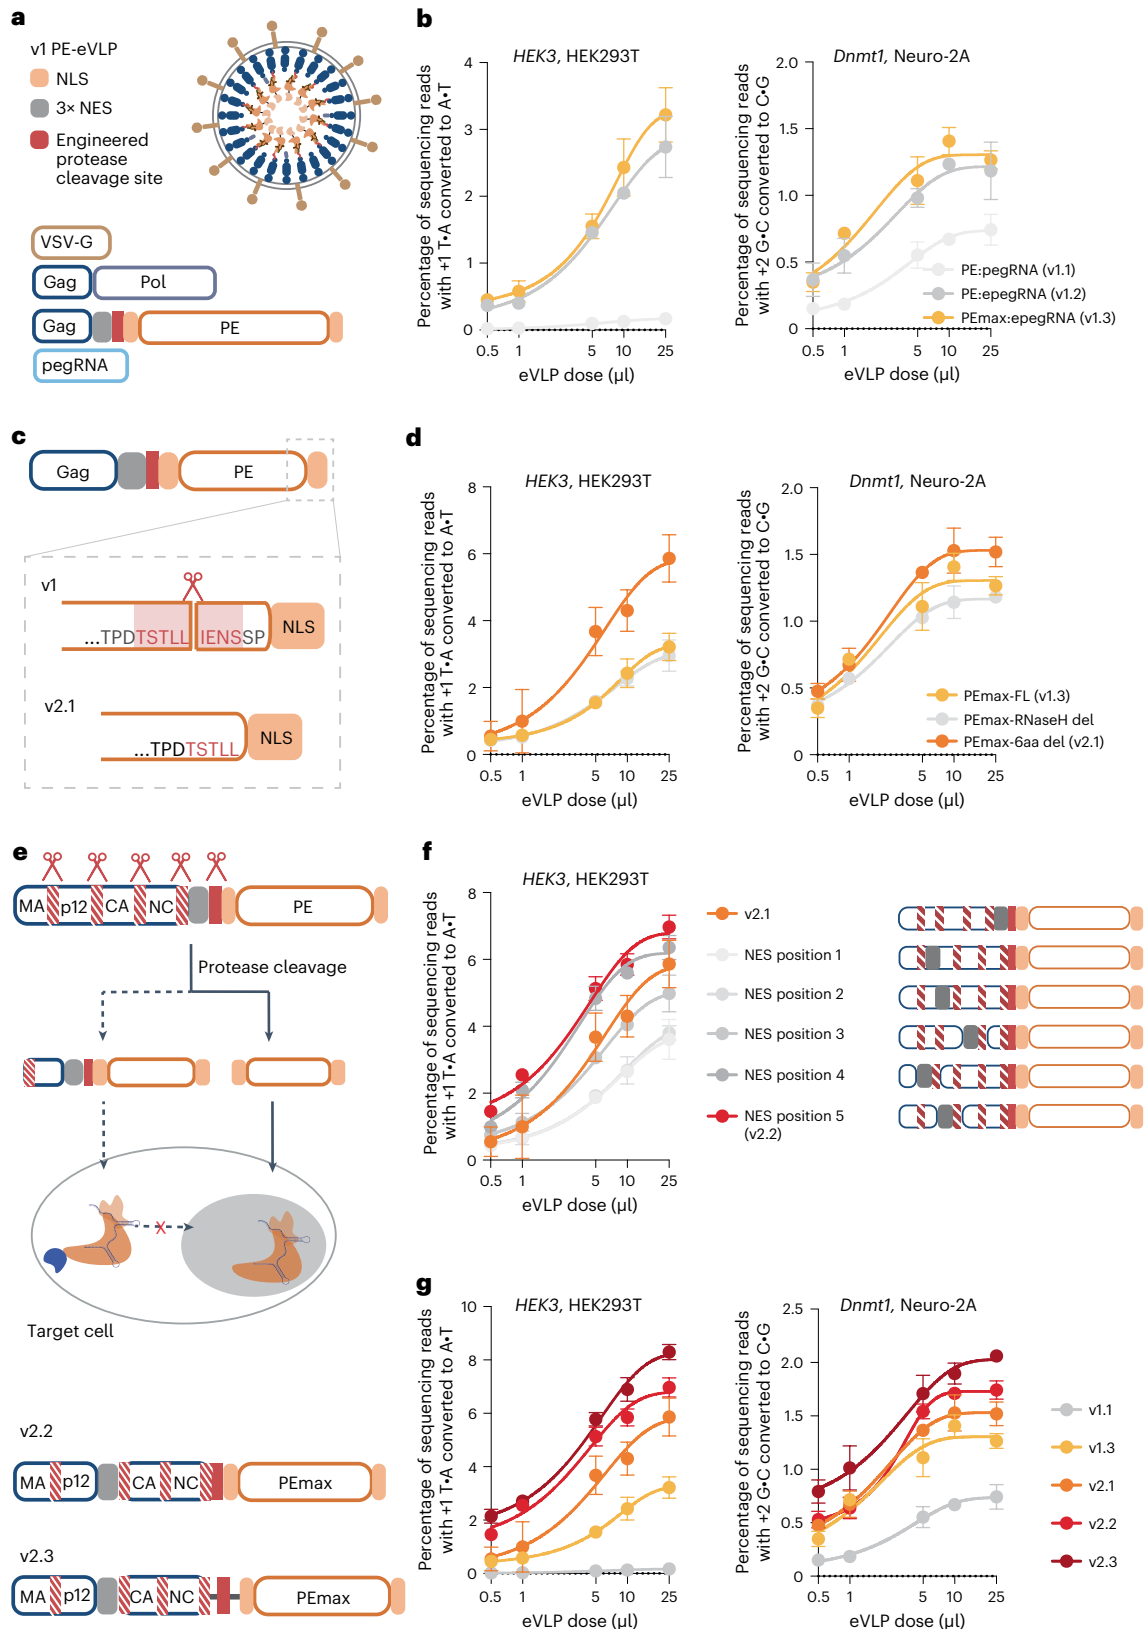 a
v1 PE-eVLP
NLS
3× NES
Engineered
protease
cleavage site
VSV-G
Gag
Pol
Gag
PE
pegRNA
b
HEK3, HEK293T
Percentage of sequencing reads
with +1 T•A converted to A•T
4
3
2
1
0
0.5 1 5 10 25
eVLP dose (µl)
Dnmt1, Neuro-2A
Percentage of sequencing reads
with +2 G•C converted to C•G
2.0
1.5
1.0
0.5
0
0.5 1 5 10 25
eVLP dose (µl)
PE:pegRNA (v1.1)
PE:epegRNA (v1.2)
PEmax:epegRNA (v1.3)
c
Gag
PE
v1
...TPDTSTLL IENSSP
NLS
v2.1
...TPDTSTLL
NLS
d
HEK3, HEK293T
Percentage of sequencing reads
with +1 T•A converted to A•T
8
6
4
2
0
0.5 1 5 10 25
eVLP dose (µl)
Dnmt1, Neuro-2A
Percentage of sequencing reads
with +2 G•C converted to C•G
2.0
1.5
1.0
0.5
0
0.5 1 5 10 25
eVLP dose (µl)
PEmax-FL (v1.3)
PEmax-RNaseH del
PEmax-6aa del (v2.1)
e
MA p12 CA NC PE
Protease cleavage
X
Target cell
v2.2
MA p12 CA NC PEmax
v2.3
MA p12 CA NC PEmax
f
HEK3, HEK293T
Percentage of sequencing reads
with +1 T•A converted to A•T
8
6
4
2
0
0.5 1 5 10 25
eVLP dose (µl)
v2.1
NES position 1
NES position 2
NES position 3
NES position 4
NES position 5
(v2.2)
g
HEK3, HEK293T
Percentage of sequencing reads
with +1 T•A converted to A•T
10
8
6
4
2
0
0.5 1 5 10 25
eVLP dose (µl)
Dnmt1, Neuro-2A
Percentage of sequencing reads
with +2 G•C converted to C•G
2.5
2.0
1.5
1.0
0.5
0
0.5 1 5 10 25
eVLP dose (µl)
v1.1
v1.3
v2.1
v2.2
v2.3